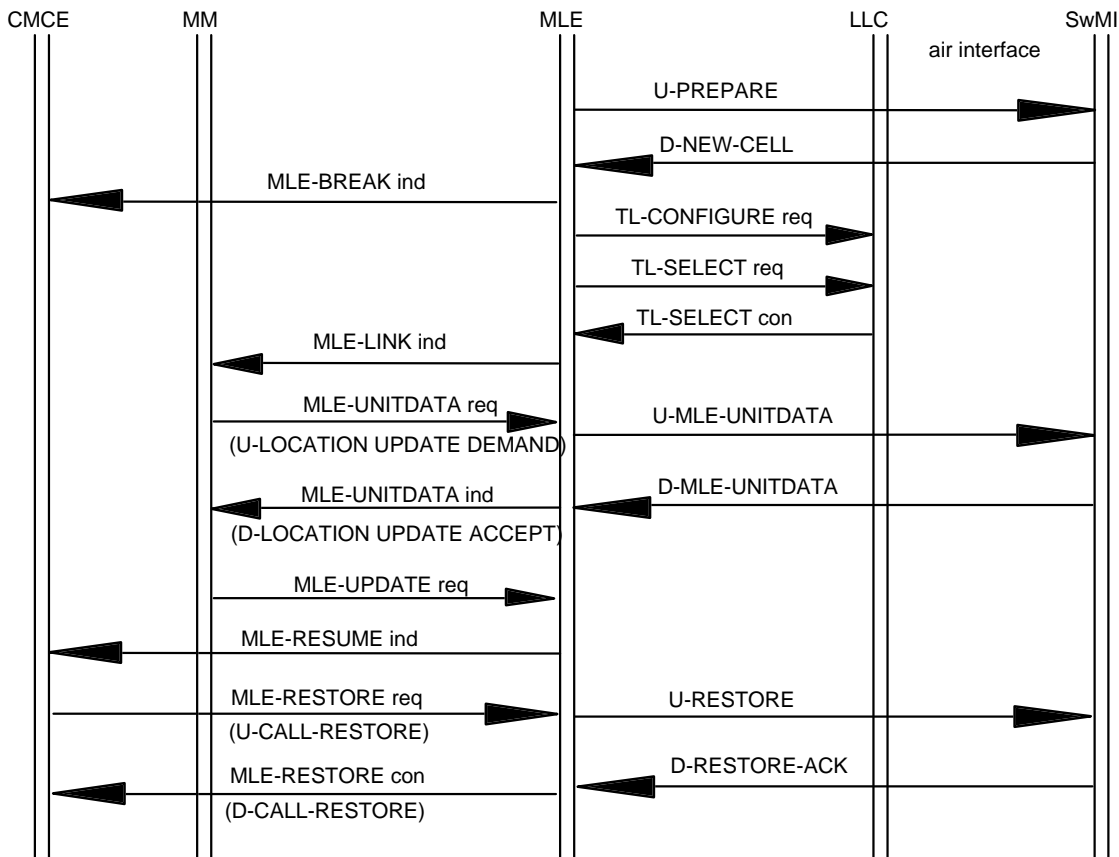 CMCE MM MLE LLC SwMI
air interface
U-PREPARE
D-NEW-CELL
MLE-BREAK ind
TL-CONFIGURE req
TL-SELECT req
TL-SELECT con
MLE-LINK ind
MLE-UNITDATA req
U-MLE-UNITDATA
(U-LOCATION UPDATE DEMAND)
D-MLE-UNITDATA
MLE-UNITDATA ind
(D-LOCATION UPDATE ACCEPT)
MLE-UPDATE req
MLE-RESUME ind
MLE-RESTORE req
U-RESTORE
(U-CALL-RESTORE)
D-RESTORE-ACK
MLE-RESTORE con
(D-CALL-RESTORE)